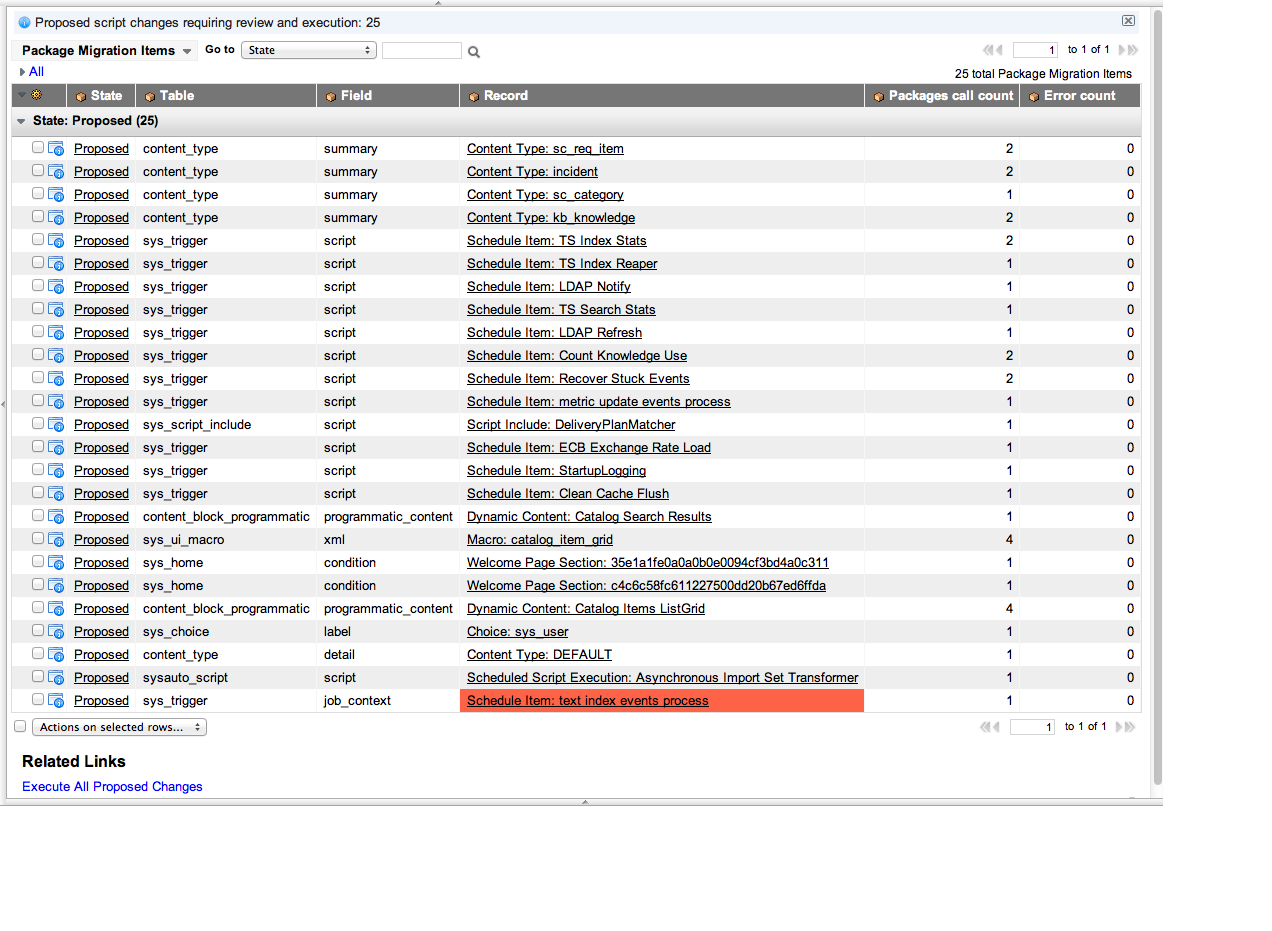 Proposed script changes requiring review and execution: 25
Package Migration Items Go to State 1 to 1 of 1
All 25 total Package Migration Items
State Table Field Record Packages call count Error count
State: Proposed (25)
Proposed content_type summary Content Type: sc_req_item 2 0
Proposed content_type summary Content Type: incident 2 0
Proposed content_type summary Content Type: sc_category 1 0
Proposed content_type summary Content Type: kb_knowledge 2 0
Proposed sys_trigger script Schedule Item: TS Index Stats 2 0
Proposed sys_trigger script Schedule Item: TS Index Reaper 1 0
Proposed sys_trigger script Schedule Item: LDAP Notify 1 0
Proposed sys_trigger script Schedule Item: TS Search Stats 1 0
Proposed sys_trigger script Schedule Item: LDAP Refresh 1 0
Proposed sys_trigger script Schedule Item: Count Knowledge Use 2 0
Proposed sys_trigger script Schedule Item: Recover Stuck Events 2 0
Proposed sys_trigger script Schedule Item: metric update events process 1 0
Proposed sys_script_include script Script Include: DeliveryPlanMatcher 1 0
Proposed sys_trigger script Schedule Item: ECB Exchange Rate Load 1 0
Proposed sys_trigger script Schedule Item: StartupLogging 1 0
Proposed sys_trigger script Schedule Item: Clean Cache Flush 1 0
Proposed content_block_programmatic programmatic_content Dynamic Content: Catalog Search Results 1 0
Proposed sys_ui_macro xml Macro: catalog_item_grid 4 0
Proposed sys_home condition Welcome Page Section: 35e1a1fe0a0a0b0e0094cf3bd4a0c311 1 0
Proposed sys_home condition Welcome Page Section: c4c6c58fc611227500dd20b67ed6ffda 1 0
Proposed content_block_programmatic programmatic_content Dynamic Content: Catalog Items ListGrid 4 0
Proposed sys_choice label Choice: sys_user 1 0
Proposed content_type detail Content Type: DEFAULT 1 0
Proposed sysauto_script script Scheduled Script Execution: Asynchronous Import Set Transformer 1 0
Proposed sys_trigger job_context Schedule Item: text index events process 1 0
Actions on selected rows... 1 to 1 of 1
Related Links
Execute All Proposed Changes